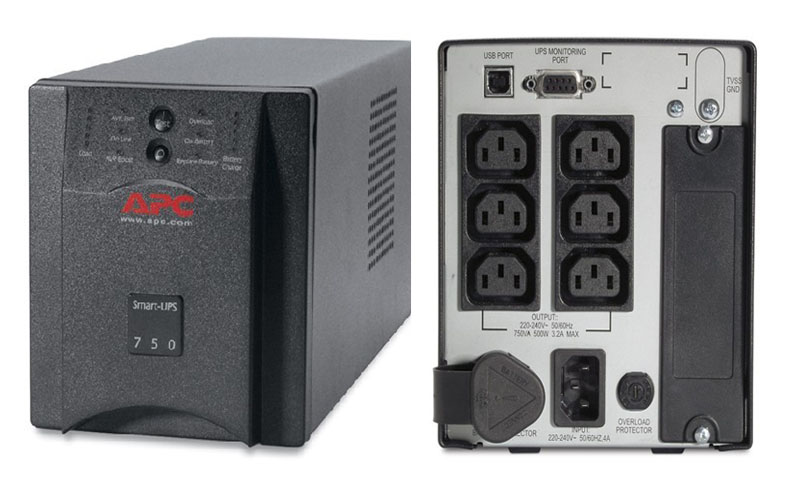 AVR Trim
Overload
On Line
On Battery
Load
AVR Boost
Replace Battery
Battery
Charge
APC
www.apc.com
Smart-UPS
750
USB PORT
UPS MONITORING
PORT
TVSS
GND
OUTPUT:
220-240V~ 50/60Hz
750VA 500W 3.2A MAX
BATTERY
INPUT:
220-240V~ 50/60HZ,4A
OVERLOAD
PROTECTOR